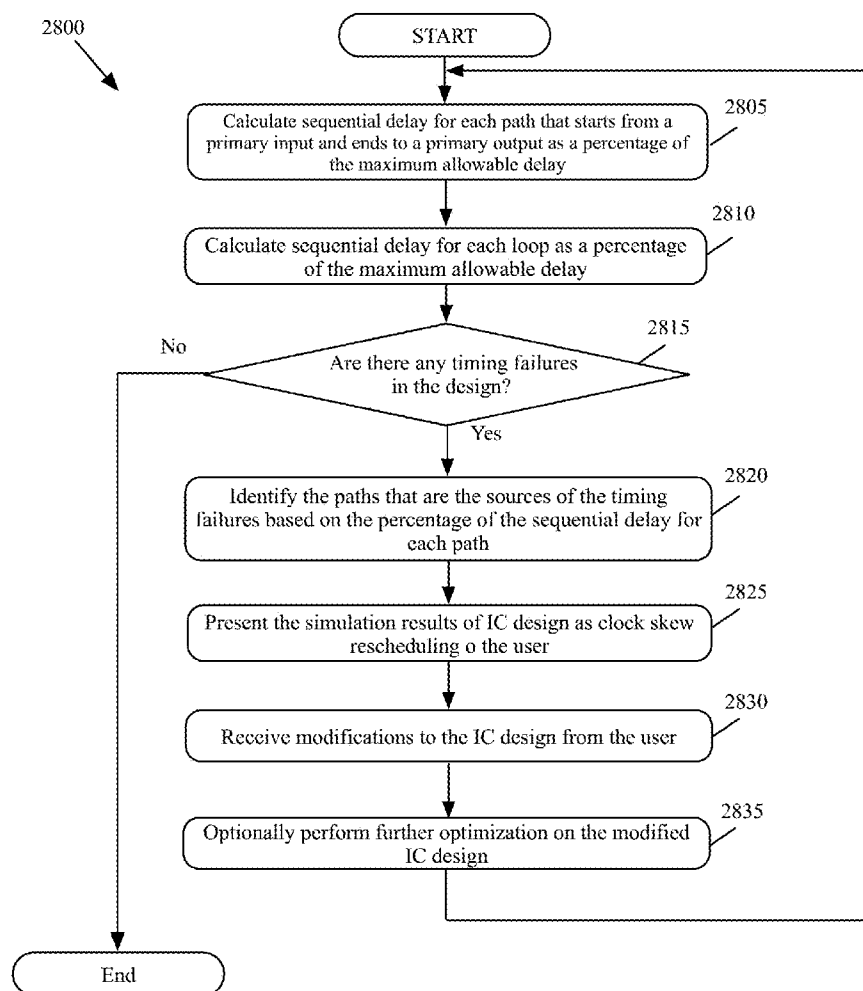 2800
START
Calculate sequential delay for each path that starts from a
primary input and ends to a primary output as a percentage of
the maximum allowable delay
2805
Calculate sequential delay for each loop as a percentage
of the maximum allowable delay
2810
Are there any timing failures
in the design?
2815
No
Yes
Identify the paths that are the sources of the timing
failures based on the percentage of the sequential delay for
each path
2820
Present the simulation results of IC design as clock skew
rescheduling o the user
2825
Receive modifications to the IC design from the user
2830
Optionally perform further optimization on the modified
IC design
2835
End